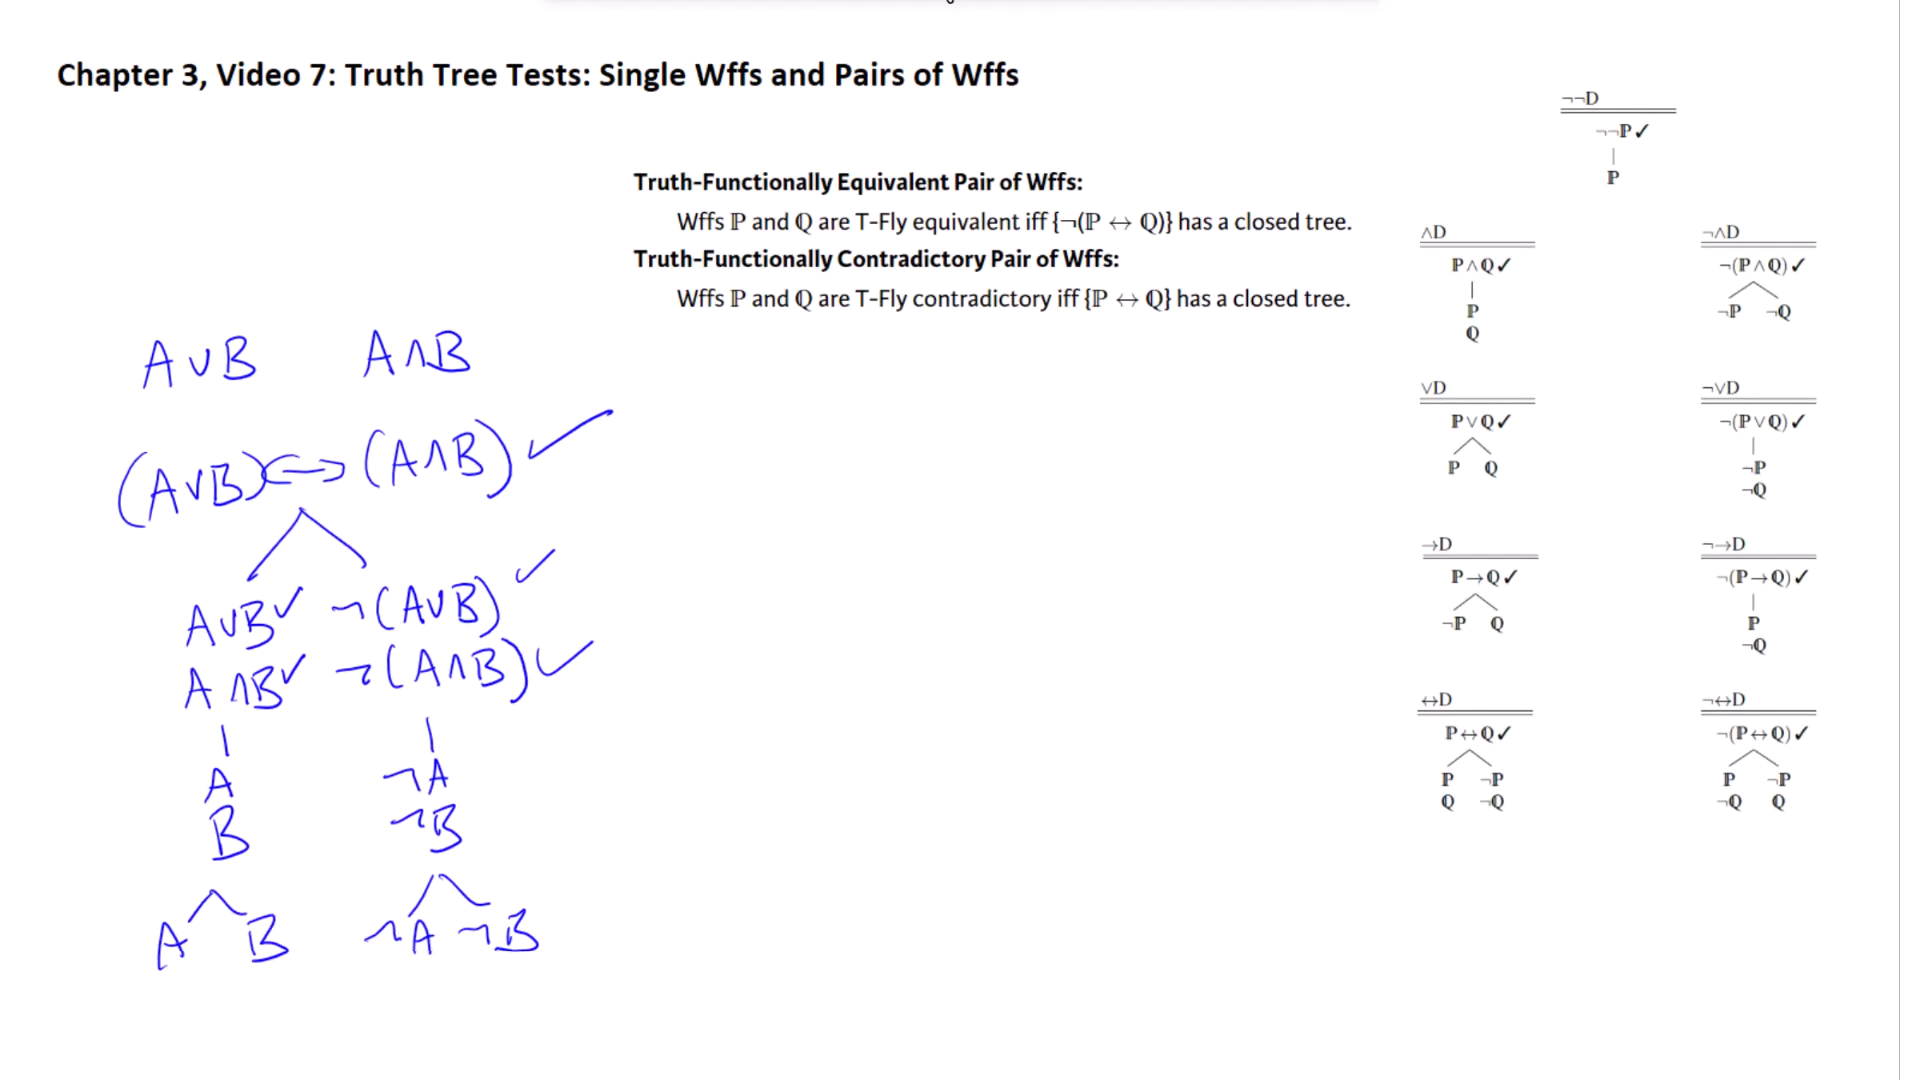 Chapter 3, Video 7: Truth Tree Tests: Single Wffs and Pairs of Wffs
Truth-Functionally Equivalent Pair of Wffs:
Wffs ℙ and ℚ are T-Fly equivalent iff {¬(ℙ ↔ ℚ)} has a closed tree.
Truth-Functionally Contradictory Pair of Wffs:
Wffs ℙ and ℚ are T-Fly contradictory iff {ℙ ↔ ℚ} has a closed tree.
A∨B A∧B
(A∨B)↔(A∧B) ✓
A∨B✓ ¬(A∨B) ✓
A∧B✓ ¬(A∧B) ✓
A ¬A
B ¬B
A B ¬A ¬B
¬¬D
¬¬ℙ✓
ℙ
∧D
ℙ∧ℚ✓
ℙ
ℚ
¬∧D
¬(ℙ∧ℚ)✓
¬ℙ ¬ℚ
∨D
ℙ∨ℚ✓
ℙ ℚ
¬∨D
¬(ℙ∨ℚ)✓
¬ℙ
¬ℚ
→D
ℙ→ℚ✓
¬ℙ ℚ
¬→D
¬(ℙ→ℚ)✓
ℙ
¬ℚ
↔D
ℙ↔ℚ✓
ℙ ¬ℙ
ℚ ¬ℚ
¬↔D
¬(ℙ↔ℚ)✓
ℙ ¬ℙ
¬ℚ ℚ